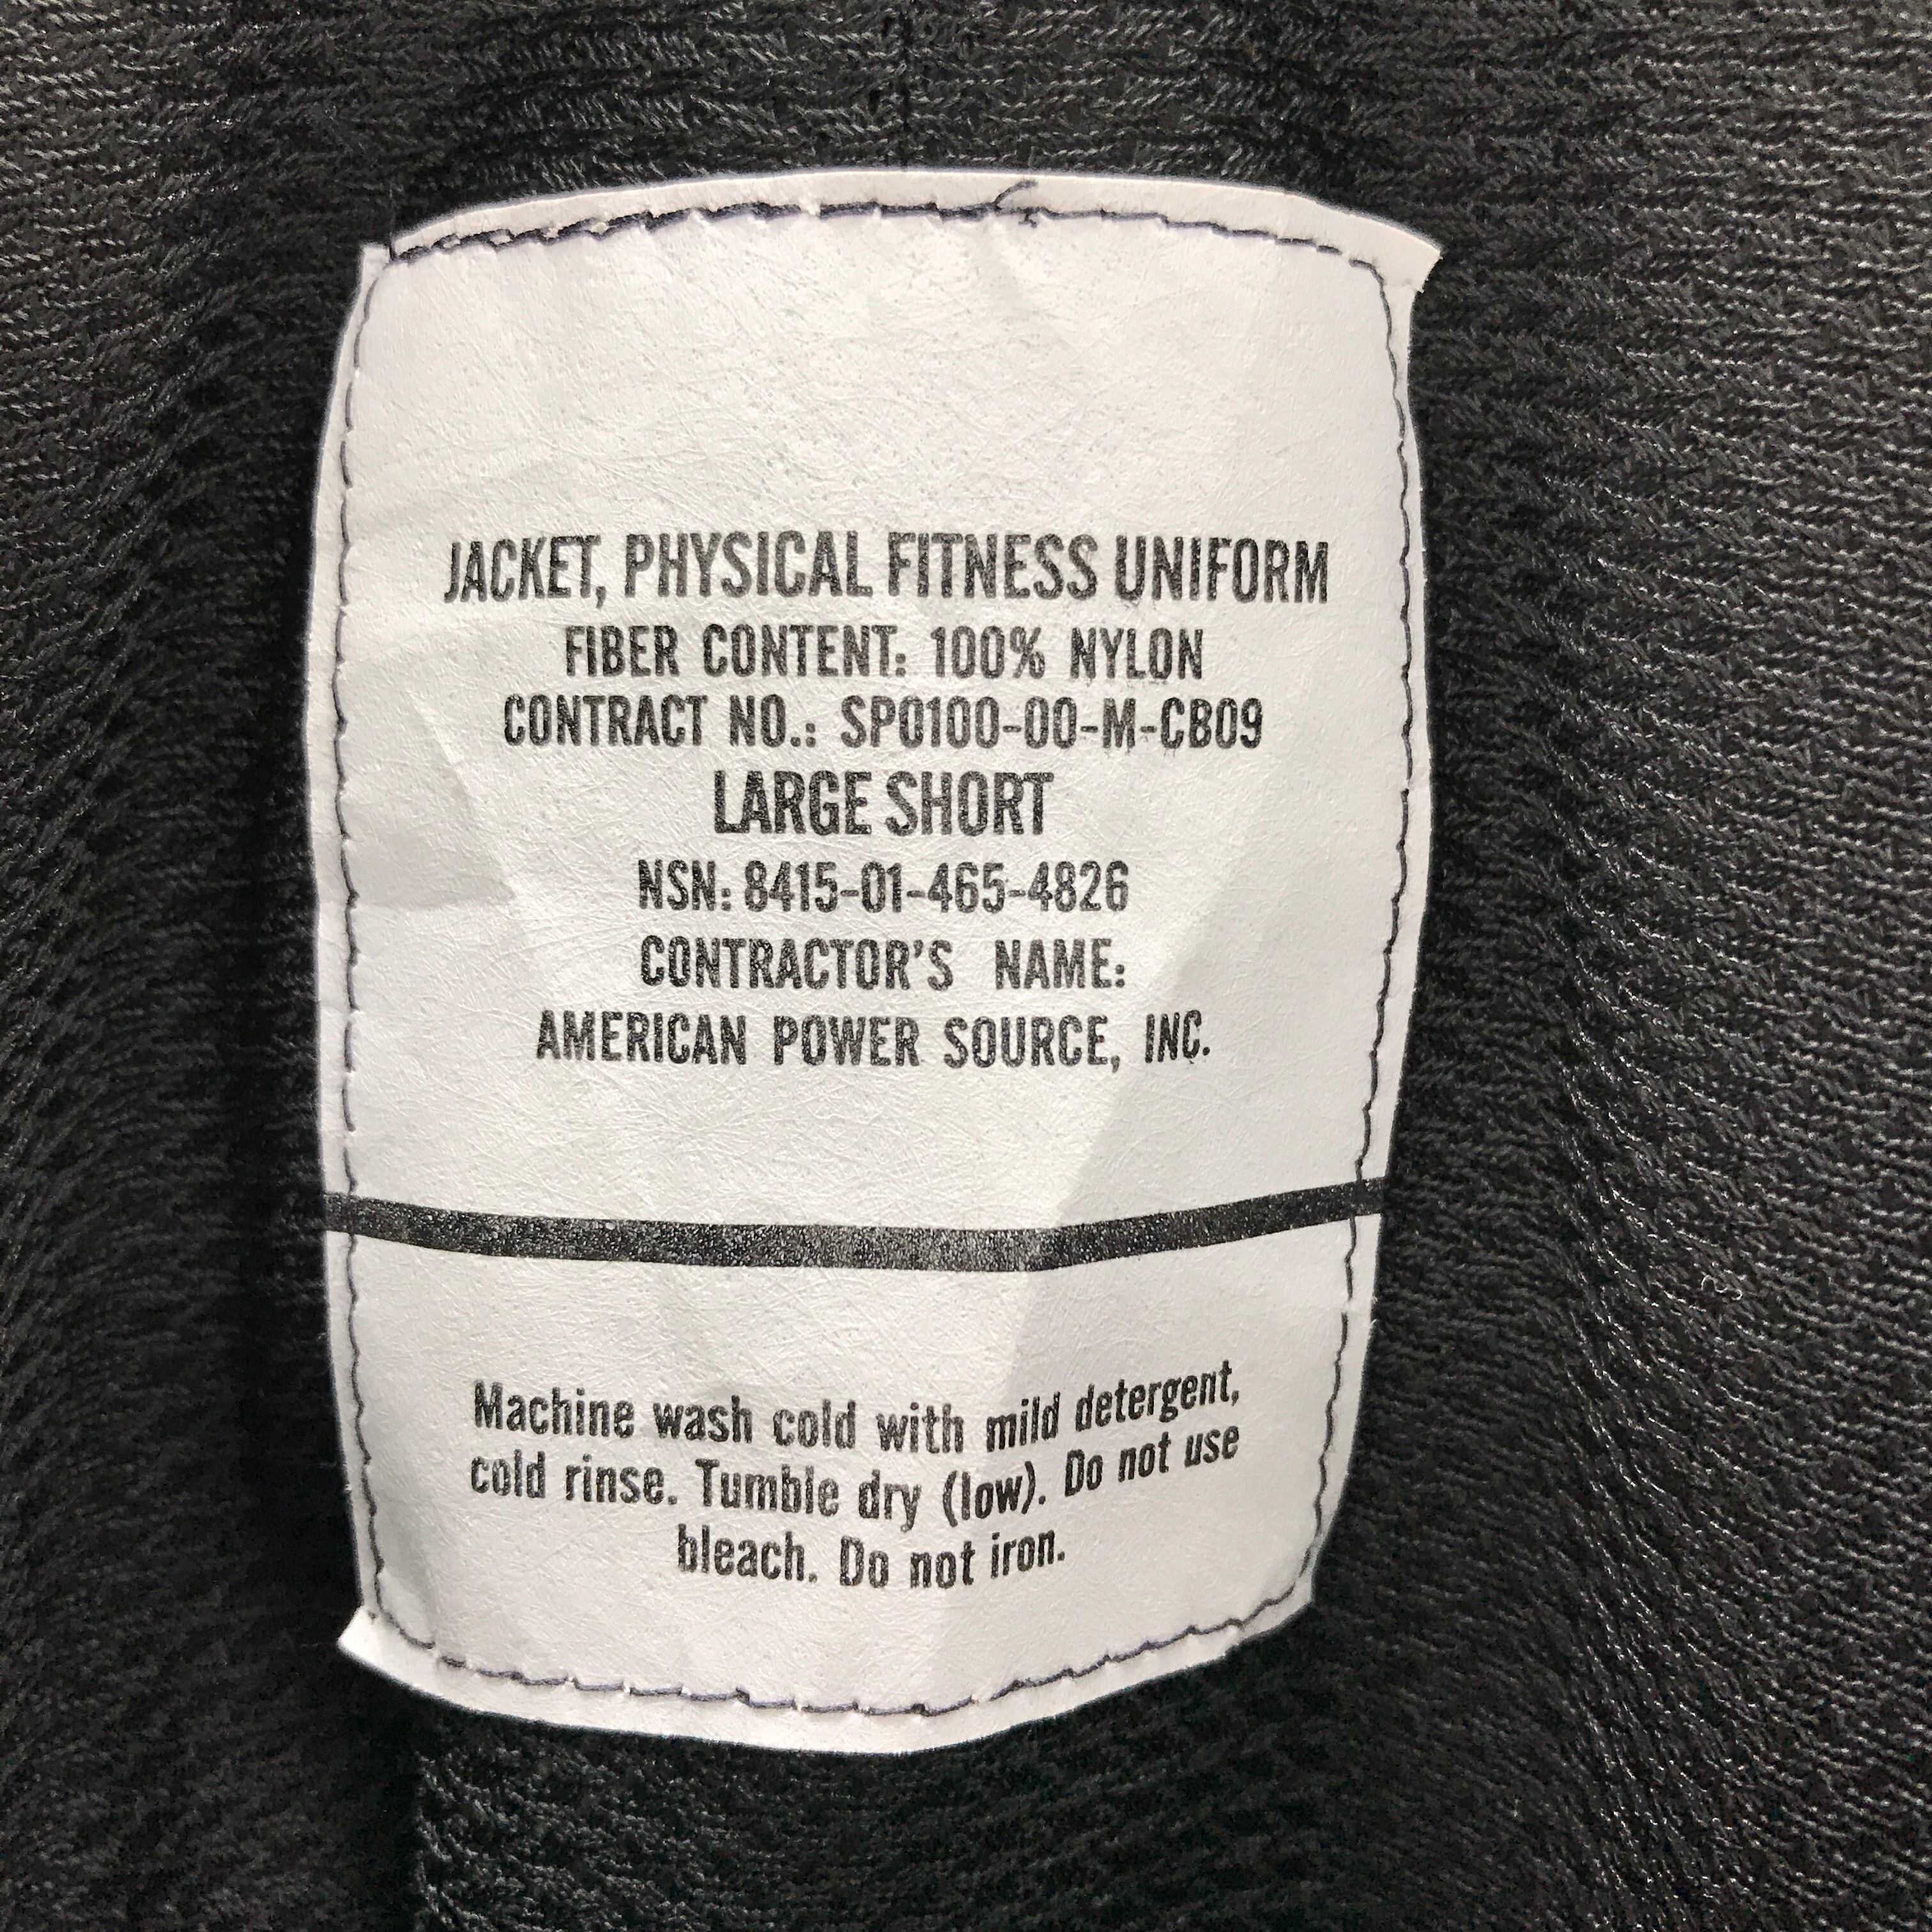 JACKET, PHYSICAL FITNESS UNIFORM
FIBER CONTENT: 100% NYLON
CONTRACT NO.: SP0100-00-M-CB09
LARGE SHORT
NSN: 8415-01-465-4826
CONTRACTOR'S NAME:
AMERICAN POWER SOURCE, INC.
Machine wash cold with mild detergent,
cold rinse. Tumble dry (low). Do not use
bleach. Do not iron.